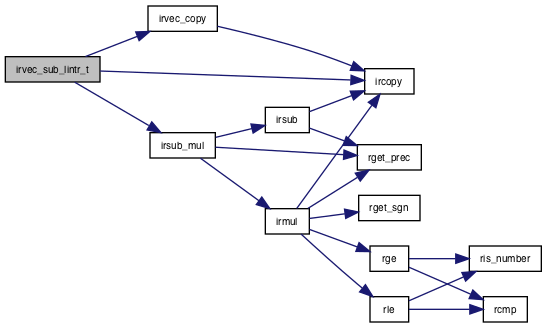 irvec_sub_lintr_t
irvec_copy
ircopy
irsub_mul
irsub
rget_prec
irmul
rget_sgn
rge
ris_number
rle
rcmp